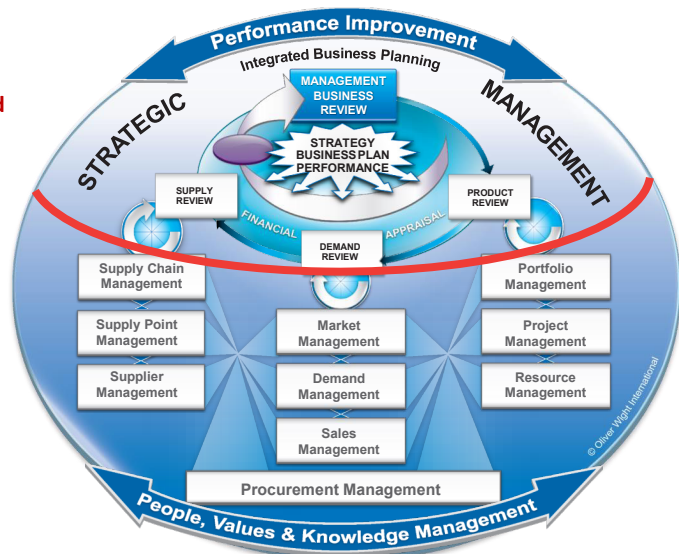 Performance Improvement
Integrated Business Planning
MANAGEMENT
BUSINESS
REVIEW
STRATEGIC
MANAGEMENT
STRATEGY
BUSINESS PLAN
PERFORMANCE
SUPPLY
REVIEW
PRODUCT
REVIEW
FINANCIAL
APPRAISAL
DEMAND
REVIEW
Supply Chain
Management
Portfolio
Management
Supply Point
Management
Market
Management
Project
Management
Supplier
Management
Demand
Management
Resource
Management
Sales
Management
© Oliver Wight International
Procurement Management
People, Values & Knowledge Management